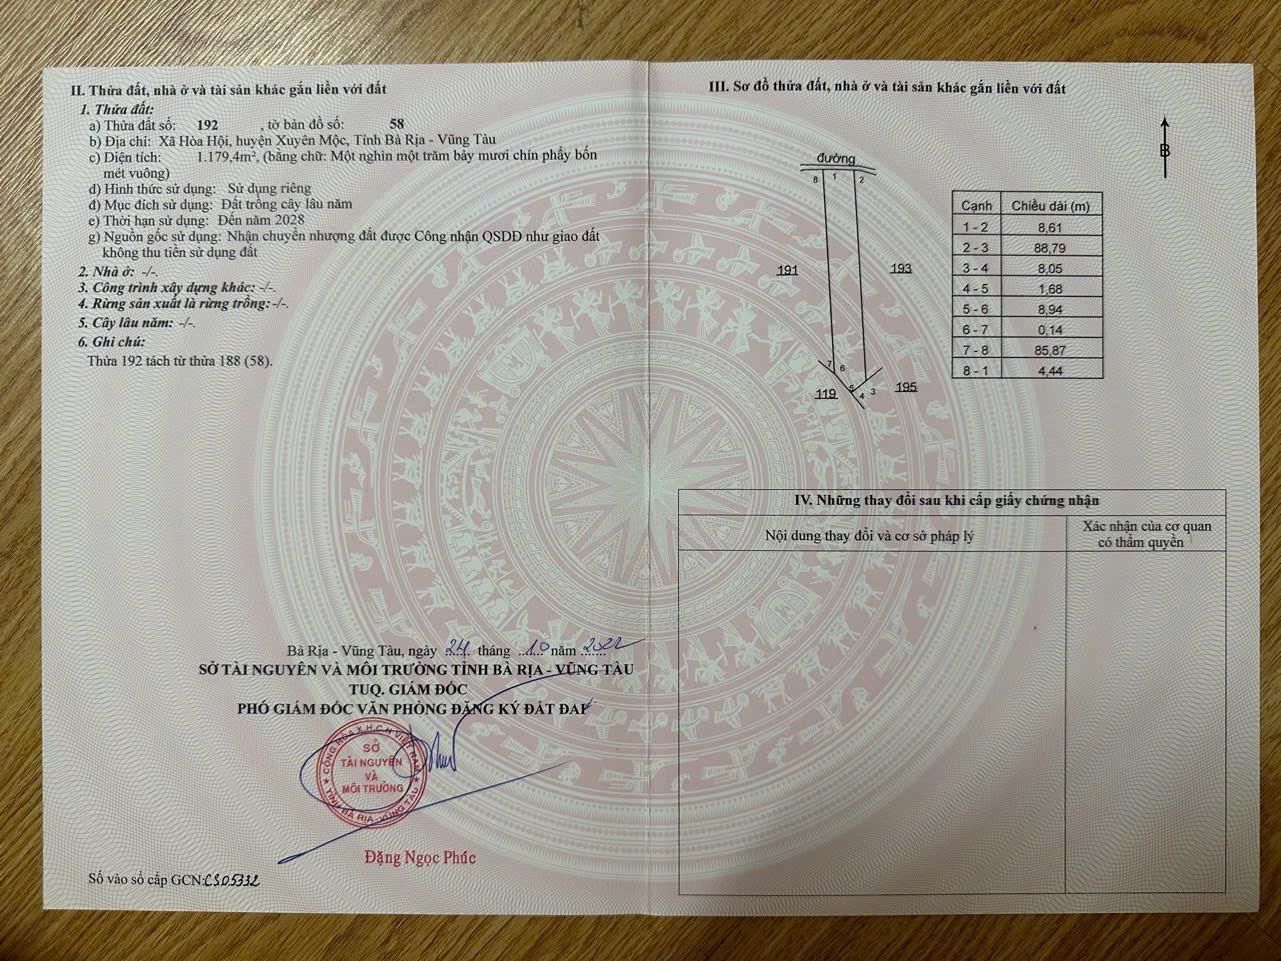 II. Thửa đất, nhà ở và tài sản khác gắn liền với đất
1. Thửa đất:
a) Thửa đất số: 192 , tờ bản đồ số: 58
b) Địa chỉ: Xã Hòa Hội, huyện Xuyên Mộc, Tỉnh Bà Rịa - Vũng Tàu
c) Diện tích: 1.179,4m², (bằng chữ: Một nghìn một trăm bảy mươi chín phẩy bốn
mét vuông)
d) Hình thức sử dụng: Sử dụng riêng
đ) Mục đích sử dụng: Đất trồng cây lâu năm
e) Thời hạn sử dụng: Đến năm 2028
g) Nguồn gốc sử dụng: Nhận chuyển nhượng đất được Công nhận QSDĐ như giao đất
không thu tiền sử dụng đất
2. Nhà ở: -/-.
3. Công trình xây dựng khác: -/-.
4. Rừng sản xuất là rừng trồng: -/-.
5. Cây lâu năm: -/-.
6. Ghi chú:
Thửa 192 tách từ thửa 188 (58).
Bà Rịa - Vũng Tàu, ngày 24 tháng 10 năm 2022
SỞ TÀI NGUYÊN VÀ MÔI TRƯỜNG TỈNH BÀ RỊA - VŨNG TÀU
TUQ. GIÁM ĐỐC
PHÓ GIÁM ĐỐC VĂN PHÒNG ĐĂNG KÝ ĐẤT ĐAI
CỘNG HÒA X.H.C.N VIỆT NAM
SỞ
TÀI NGUYÊN
VÀ
MÔI TRƯỜNG
TỈNH BÀ RỊA - VŨNG TÀU
Đặng Ngọc Phúc
Số vào sổ cấp GCN: CS05332
III. Sơ đồ thửa đất, nhà ở và tài sản khác gắn liền với đất
đường
8 1 2
B
191
193
7 6
5 4 3
119
195
Cạnh Chiều dài (m)
1 - 2 8,61
2 - 3 88,79
3 - 4 8,05
4 - 5 1,68
5 - 6 8,94
6 - 7 0,14
7 - 8 85,87
8 - 1 4,44
IV. Những thay đổi sau khi cấp giấy chứng nhận
Nội dung thay đổi và cơ sở pháp lý
Xác nhận của cơ quan
có thẩm quyền